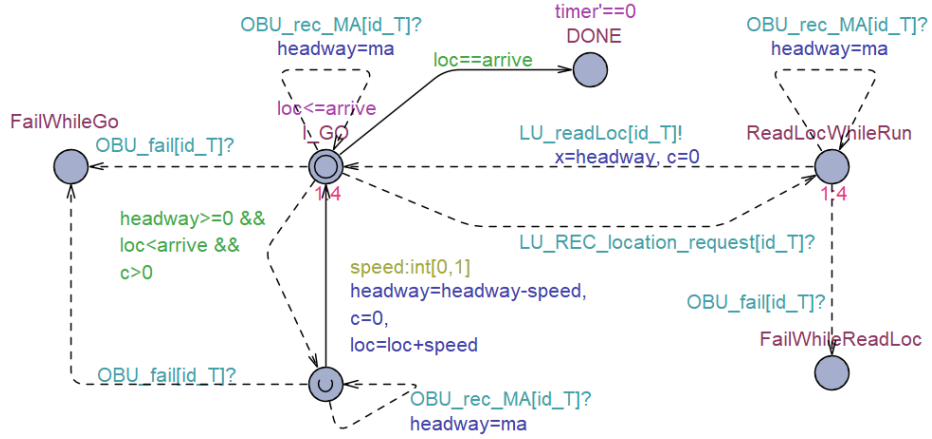 timer'==0
DONE
OBU_rec_MA[id_T]?
headway=ma
OBU_rec_MA[id_T]?
headway=ma
loc==arrive
loc<=arrive
I_GO
FailWhileGo
OBU_fail[id_T]?
LU_readLoc[id_T]!
x=headway, c=0
ReadLocWhileRun
1:4
1:4
headway>=0 &&
loc<arrive &&
c>0
LU_REC_location_request[id_T]?
speed:int[0,1]
headway=headway-speed,
c=0,
loc=loc+speed
OBU_fail[id_T]?
FailWhileReadLoc
OBU_fail[id_T]?
OBU_rec_MA[id_T]?
headway=ma